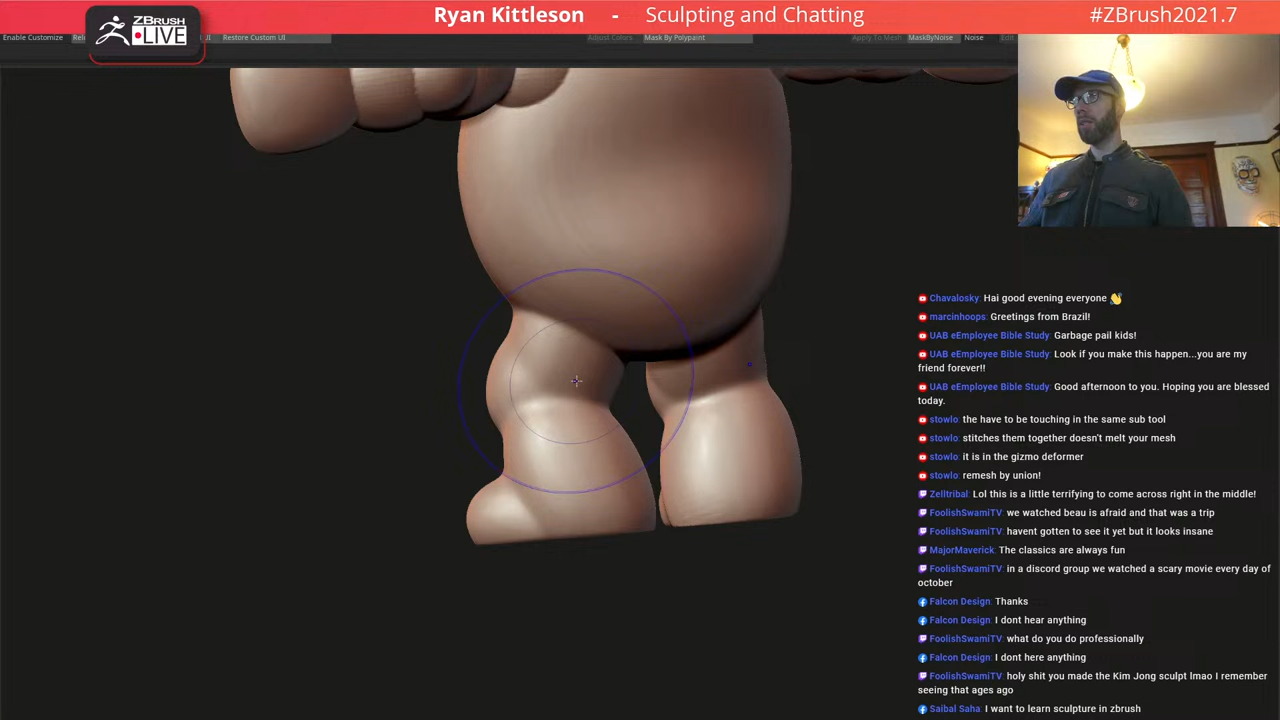 Ryan Kittleson - Sculpting and Chatting #ZBrush2021.7
ZBRUSH
LIVE
Enable Customize Restore Custom UI Adjust Colors Mask By Polypaint Apply To Mesh MaskByNoise Noise Edit
Chavalosky: Hai good evening everyone 👋
marcinhoops: Greetings from Brazil!
UAB eEmployee Bible Study: Garbage pail kids!
UAB eEmployee Bible Study: Look if you make this happen...you are my
friend forever!!
UAB eEmployee Bible Study: Good afternoon to you. Hoping you are blessed
today.
stowlo: the have to be touching in the same sub tool
stowlo: stitches them together doesn't melt your mesh
stowlo: it is in the gizmo deformer
stowlo: remesh by union!
Zelltribal: Lol this is a little terrifying to come across right in the middle!
FoolishSwamiTV: we watched beau is afraid and that was a trip
FoolishSwamiTV: havent gotten to see it yet but it looks insane
MajorMaverick: The classics are always fun
FoolishSwamiTV: in a discord group we watched a scary movie every day of
october
Falcon Design: Thanks
Falcon Design: I dont hear anything
FoolishSwamiTV: what do you do professionally
Falcon Design: I dont here anything
FoolishSwamiTV: holy shit you made the Kim Jong sculpt lmao I remember
seeing that ages ago
Saibal Saha: I want to learn sculpture in zbrush